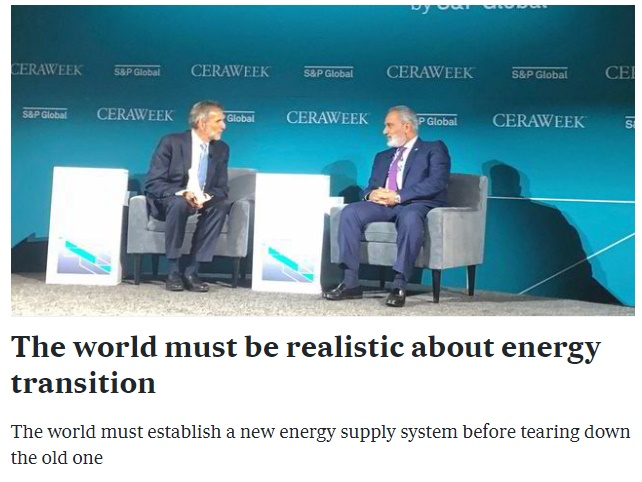 by S&P Global
CERAWEEK S&P Global CERAWEEK S&P Global CERAWEEK S&P Global
S&P Global CERAWEEK Global CERAWEEK P Global CERAWEEK
The world must be realistic about energy
transition
The world must establish a new energy supply system before tearing down
the old one